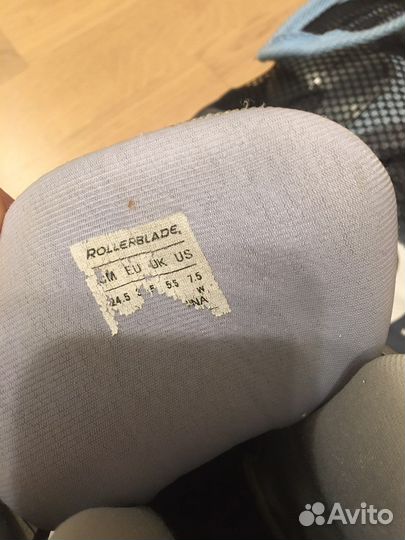 ROLLERBLADE.
CM EU UK US
24.5 5.5 7.5
W
Avito